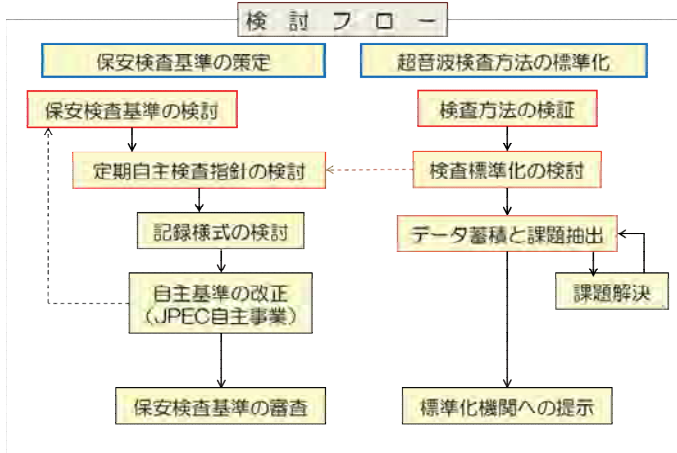 検討フロー
保安検査基準の策定
超音波検査方法の標準化
保安検査基準の検討
検査方法の検証
定期自主検査指針の検討
検査標準化の検討
記録様式の検討
データ蓄積と課題抽出
自主基準の改正
（JPEC自主事業）
課題解決
保安検査基準の審査
標準化機関への提示